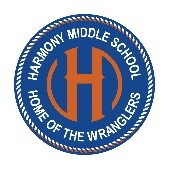 HARMONY MIDDLE SCHOOL
H
HOME OF THE WRANGLERS